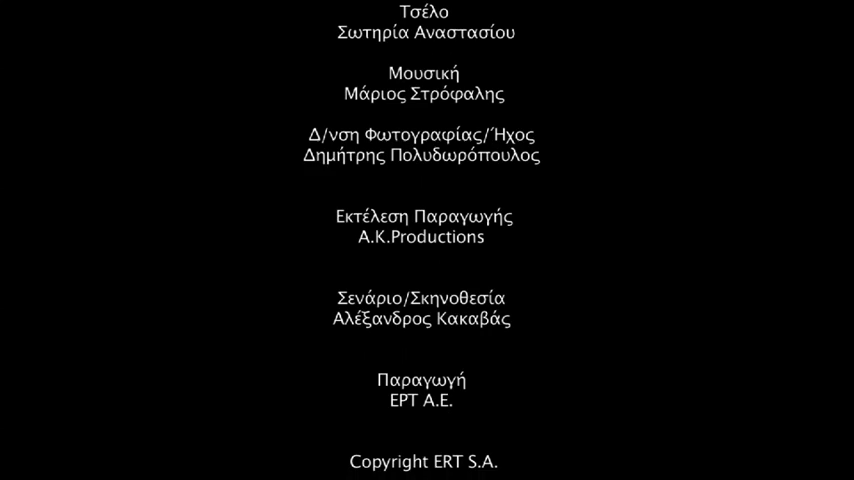 Τσέλο
Σωτηρία Αναστασίου
Μουσική
Μάριος Στρόφαλης
Δ/νση Φωτογραφίας/Ήχος
Δημήτρης Πολυδωρόπουλος
Εκτέλεση Παραγωγής
A.K.Productions
Σενάριο/Σκηνοθεσία
Αλέξανδρος Κακαβάς
Παραγωγή
ΕΡΤ Α.Ε.
Copyright ERT S.A.